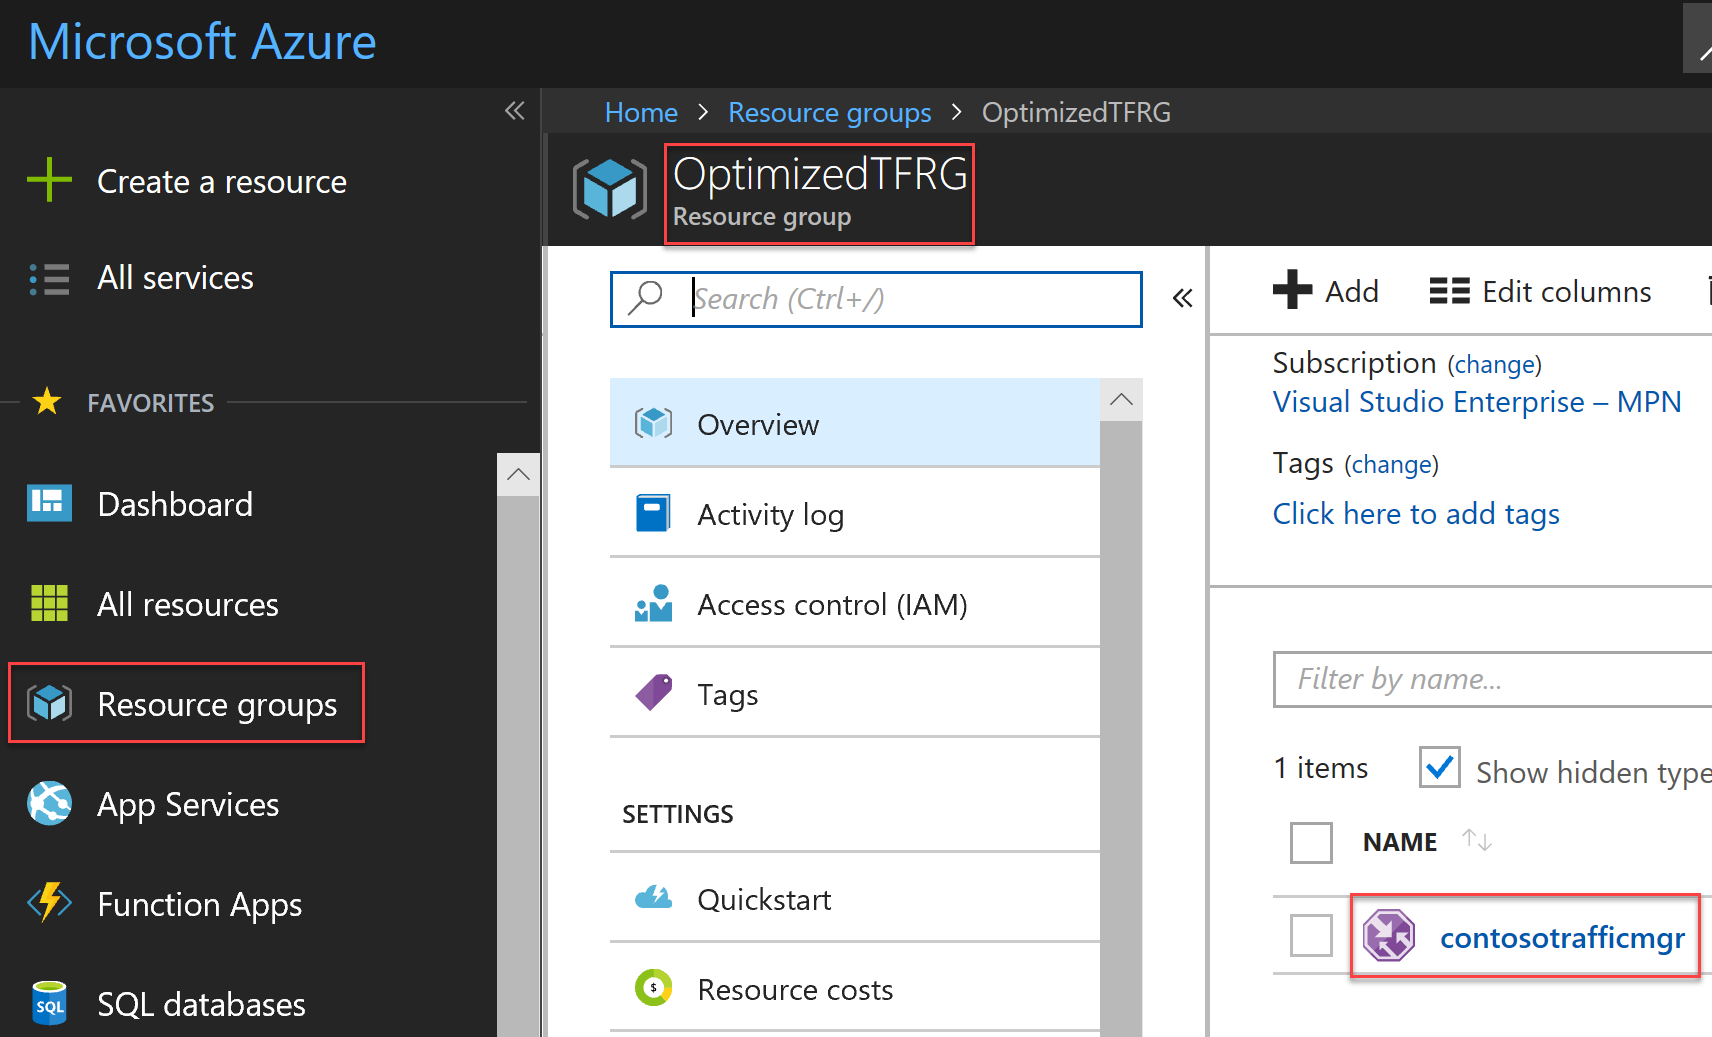 Microsoft Azure
Create a resource
All services
FAVORITES
Dashboard
All resources
Resource groups
App Services
Function Apps
SQL
SQL databases
Home > Resource groups > OptimizedTFRG
OptimizedTFRG
Resource group
Search (Ctrl+/)
Overview
Activity log
Access control (IAM)
Tags
SETTINGS
Quickstart
$
Resource costs
Add
Edit columns
Subscription (change)
Visual Studio Enterprise – MPN
Tags (change)
Click here to add tags
Filter by name...
1 items
Show hidden type
NAME
contosotrafficmgr